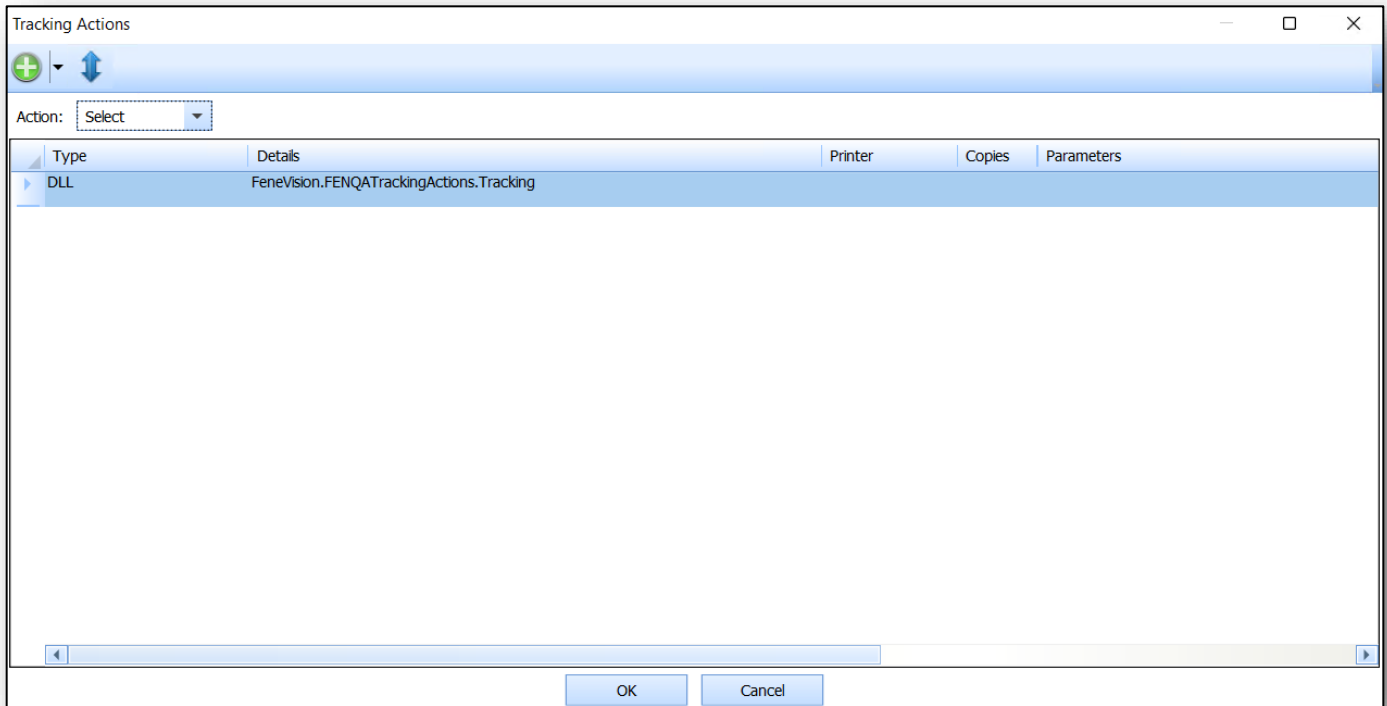 Tracking Actions
Action: Select
Type Details Printer Copies Parameters
DLL FeneVision.FENQATrackingActions.Tracking
OK Cancel